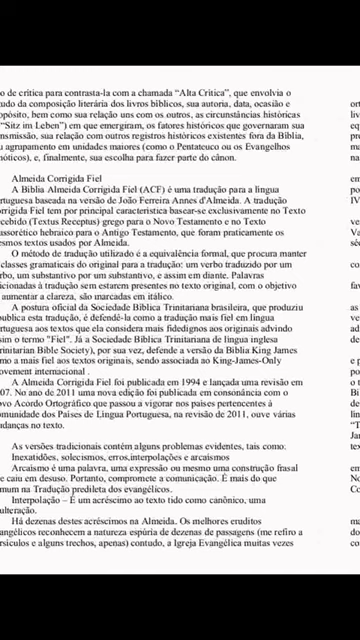 o de crítica para contrasta-la com a chamada “Alta Crítica”, que envolvia o
tudo da composição literária dos livros bíblicos, sua autoria, data, ocasião e
opósito, bem como sua relação uns com os outros, as circunstâncias históricas
“Sitz im Leben”) em que emergiram, os fatores históricos que governaram sua
nsmissão, sua relação com outros registros históricos existentes fora da Bíblia,
u agrupamento em unidades maiores (como o Pentateuco ou os Evangelhos
nóticos), e, finalmente, sua escolha para fazer parte do cânon.
Almeida Corrigida Fiel
A Bíblia Almeida Corrigida Fiel (ACF) é uma tradução para a língua
rtuguesa baseada na versão de João Ferreira Annes d'Almeida. A tradução
orrigida Fiel tem por principal característica basear-se exclusivamente no Texto
ecebido (Textus Receptus) grego para o Novo Testamento e no Texto
assorético hebraico para o Antigo Testamento, que foram praticamente os
esmos textos usados por Almeida.
O método de tradução utilizado é a equivalência formal, que procura manter
classes gramaticais do original para a tradução: um verbo traduzido por um
rbo, um substantivo por um substantivo, e assim em diante. Palavras
icionadas à tradução sem estarem presentes no texto original, com o objetivo
aumentar a clareza, são marcadas em itálico.
A postura oficial da Sociedade Bíblica Trinitariana brasileira, que produziu
publica esta tradução, é defendê-la como a tradução mais fiel em língua
rtuguesa aos textos que ela considera mais fidedignos aos originais advindo
sim o termo "Fiel". Já a Sociedade Bíblica Trinitariana de língua inglesa
rinitarian Bible Society), por sua vez, defende a versão da Bíblia King James
mo a mais fiel aos textos originais, sendo associada ao King-James-Only
ovement internacional .
A Almeida Corrigida Fiel foi publicada em 1994 e lançada uma revisão em
07. No ano de 2011 uma nova edição foi publicada em consonância com o
vo Acordo Ortográfico que passou a vigorar nos países pertencentes à
omunidade dos Países de Língua Portuguesa, na revisão de 2011, ouve várias
udanças no texto.
As versões tradicionais contém alguns problemas evidentes, tais como:
Inexatidões, solecismos, erros,interpolações e arcaísmos
Arcaísmo é uma palavra, uma expressão ou mesmo uma construção frasal
e caiu em desuso. Portanto, compromete a comunicação. É mais do que
mum na Tradução predileta dos evangélicos.
Interpolação – É um acréscimo ao texto tido como canônico, uma
ulteração.
Há dezenas destes acréscimos na Almeida. Os melhores eruditos
angélicos reconhecem a natureza espúria de dezenas de passagens (me refiro a
rsículos e alguns trechos, apenas) contudo, a Igreja Evangélica muitas vezes